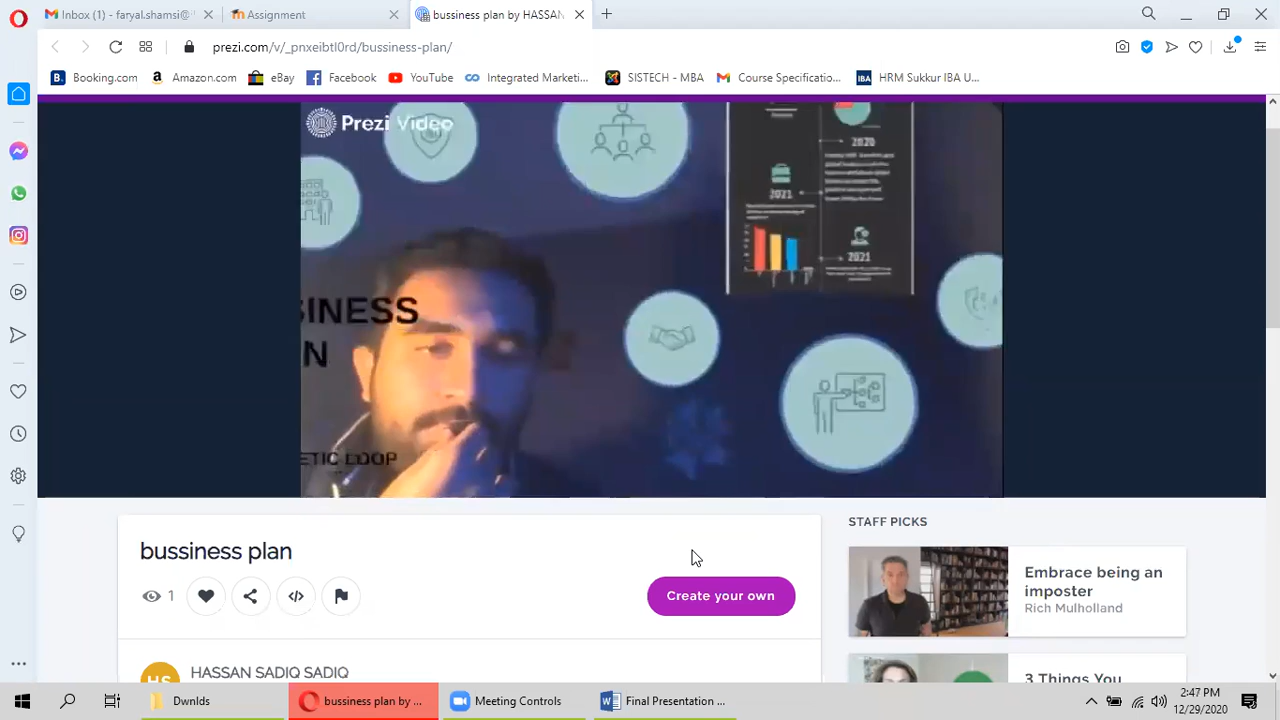 Inbox (1) - faryal.shamsi@
Assignment
bussiness plan by HASSAN
prezi.com/v/_pnxeibtl0rd/bussiness-plan/
Booking.com
Amazon.com
eBay
Facebook
YouTube
Integrated Marketi...
SISTECH - MBA
Course Specificatio...
HRM Sukkur IBA U...
Prezi Video
2020
2021
2021
SINESS
N
ETIC LOOP
bussiness plan
1
Create your own
HS
HASSAN SADIQ SADIQ
STAFF PICKS
Embrace being an
imposter
Rich Mulholland
3 Things You
Dwnlds
bussiness plan by ...
Meeting Controls
Final Presentation ...
2:47 PM
12/29/2020